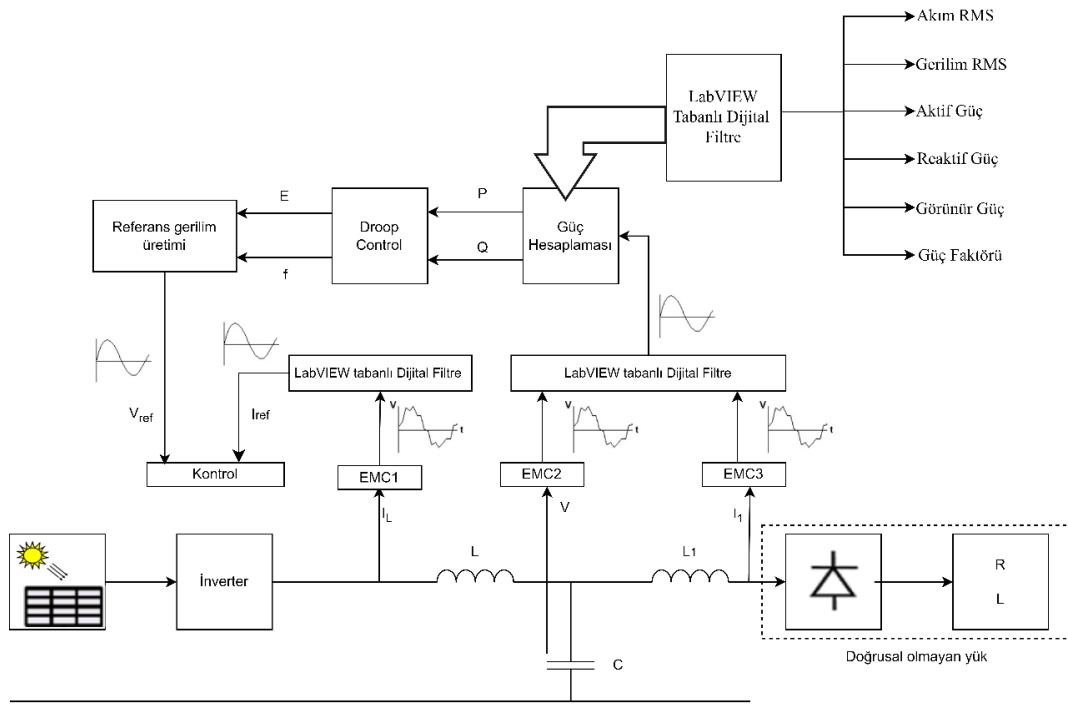 Akım RMS
Gerilim RMS
Aktif Güç
Reaktif Güç
Görünür Güç
Güç Faktörü
LabVIEW
Tabanlı Dijital
Filtre
Referans gerilim
üretimi
E
f
Droop
Control
P
Q
Güç
Hesaplaması
LabVIEW tabanlı Dijital Filtre
LabVIEW tabanlı Dijital Filtre
Vref
Iref
V
t
V
t
V
t
Kontrol
EMC1
EMC2
EMC3
IL
V
I1
İnverter
L
L1
R
L
C
Doğrusal olmayan yük